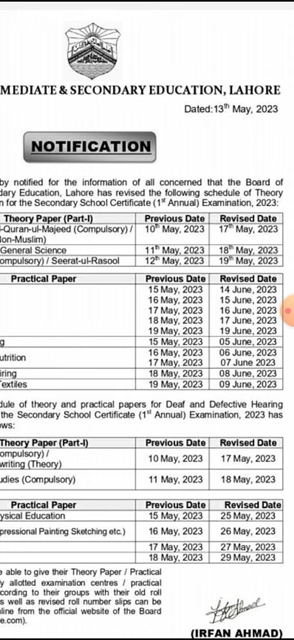 MEDIATE & SECONDARY EDUCATION, LAHORE
Dated:13th May, 2023
NOTIFICATION
by notified for the information of all concerned that the Board of
dary Education, Lahore has revised the following schedule of Theory
n for the Secondary School Certificate (1st Annual) Examination, 2023:
Theory Paper (Part-I) Previous Date Revised Date
-Quran-ul-Majeed (Compulsory) / 10th May, 2023 17th May, 2023
Non-Muslim)
General Science 11th May, 2023 18th May, 2023
ompulsory) / Seerat-ul-Rasool 12th May, 2023 19th May, 2023
Practical Paper Previous Date Revised Date
15 May, 2023 14 June, 2023
16 May, 2023 15 June, 2023
17 May, 2023 16 June, 2023
18 May, 2023 17 June, 2023
19 May, 2023 19 June, 2023
g 15 May, 2023 05 June, 2023
utrition 16 May, 2023 06 June, 2023
17 May, 2023 07 June 2023
iring 18 May, 2023 08 June, 2023
Textiles 19 May, 2023 09 June, 2023
dule of theory and practical papers for Deaf and Defective Hearing
the Secondary School Certificate (1st Annual) Examination, 2023 has
ows:
Theory Paper (Part-I) Previous Date Revised Date
ompulsory) / 10 May, 2023 17 May, 2023
writing (Theory)
udies (Compulsory) 11 May, 2023 18 May, 2023
Practical Paper Previous Date Revised Date
ysical Education 15 May, 2023 25 May, 2023
pressional Painting Sketching etc.) 16 May, 2023 26 May, 2023
17 May, 2023 27 May, 2023
18 May, 2023 29 May, 2023
e able to give their Theory Paper / Practical
y allotted examination centres / practical
ccording to their groups with their old roll
s well as revised roll number slips can be
nline from the official website of the Board
e.com).
(IRFAN AHMAD)